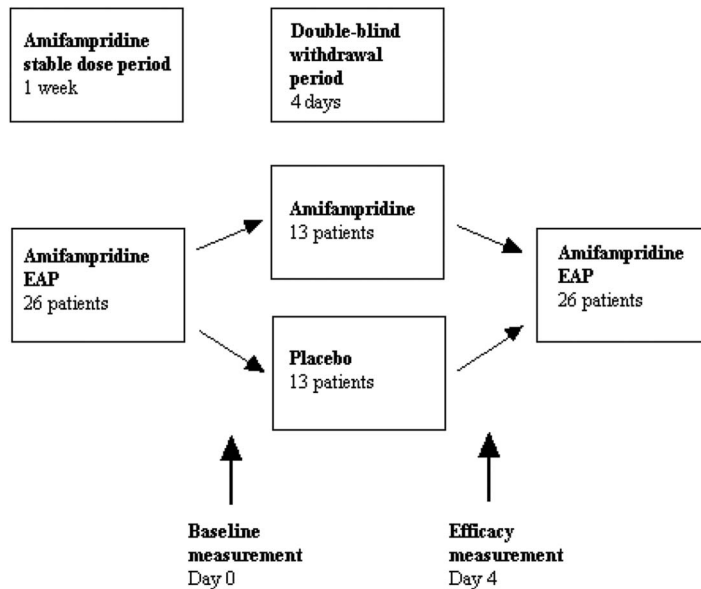 Amifampridine
stable dose period
1 week
Double-blind
withdrawal
period
4 days
Amifampridine
EAP
26 patients
Amifampridine
13 patients
Placebo
13 patients
Amifampridine
EAP
26 patients
Baseline
measurement
Day 0
Efficacy
measurement
Day 4